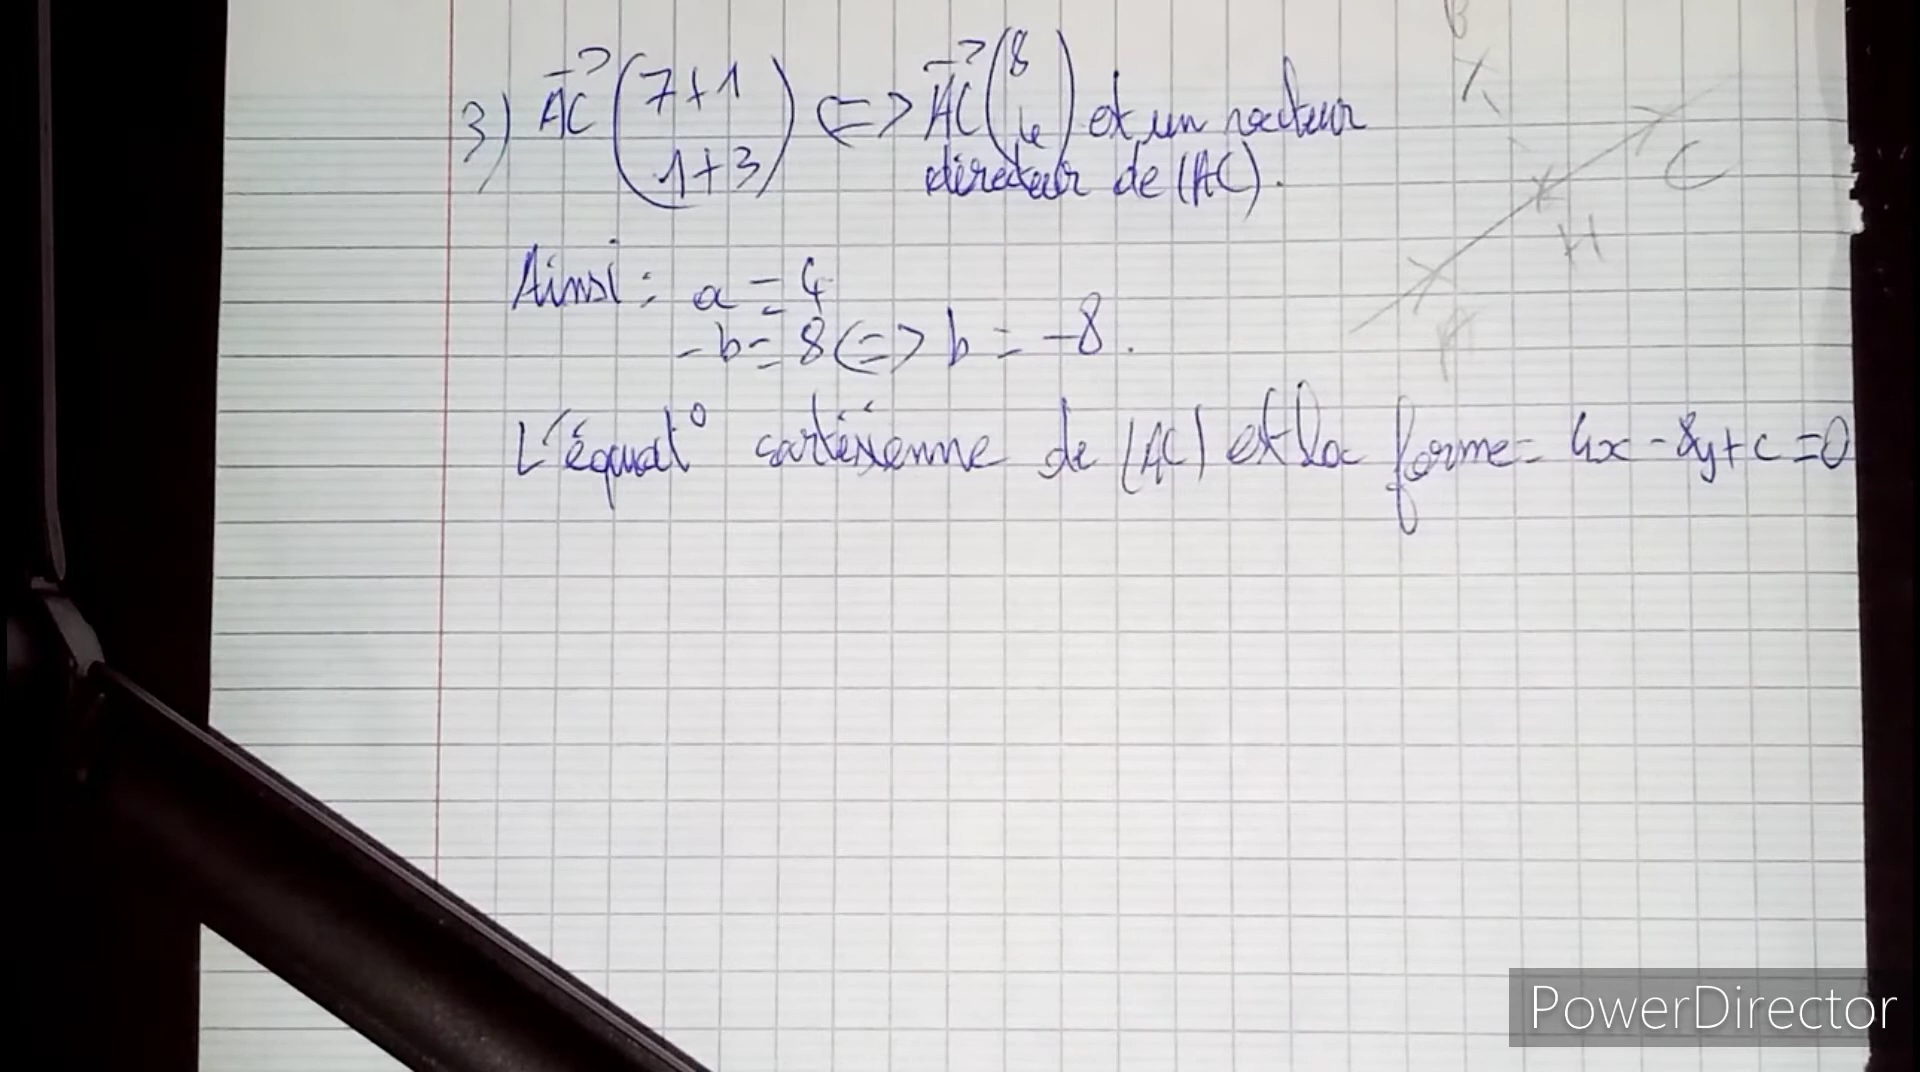 3) AC (7+1 <=> AC (8 est un vecteur
1+3) 4)
directeur de (AC).
Ainsi : a = 4
-b = 8 <=> b = -8.
L'équat° cartésienne de (AC) est la forme = 4x - 8y + c = 0
B
C
H
A
PowerDirector